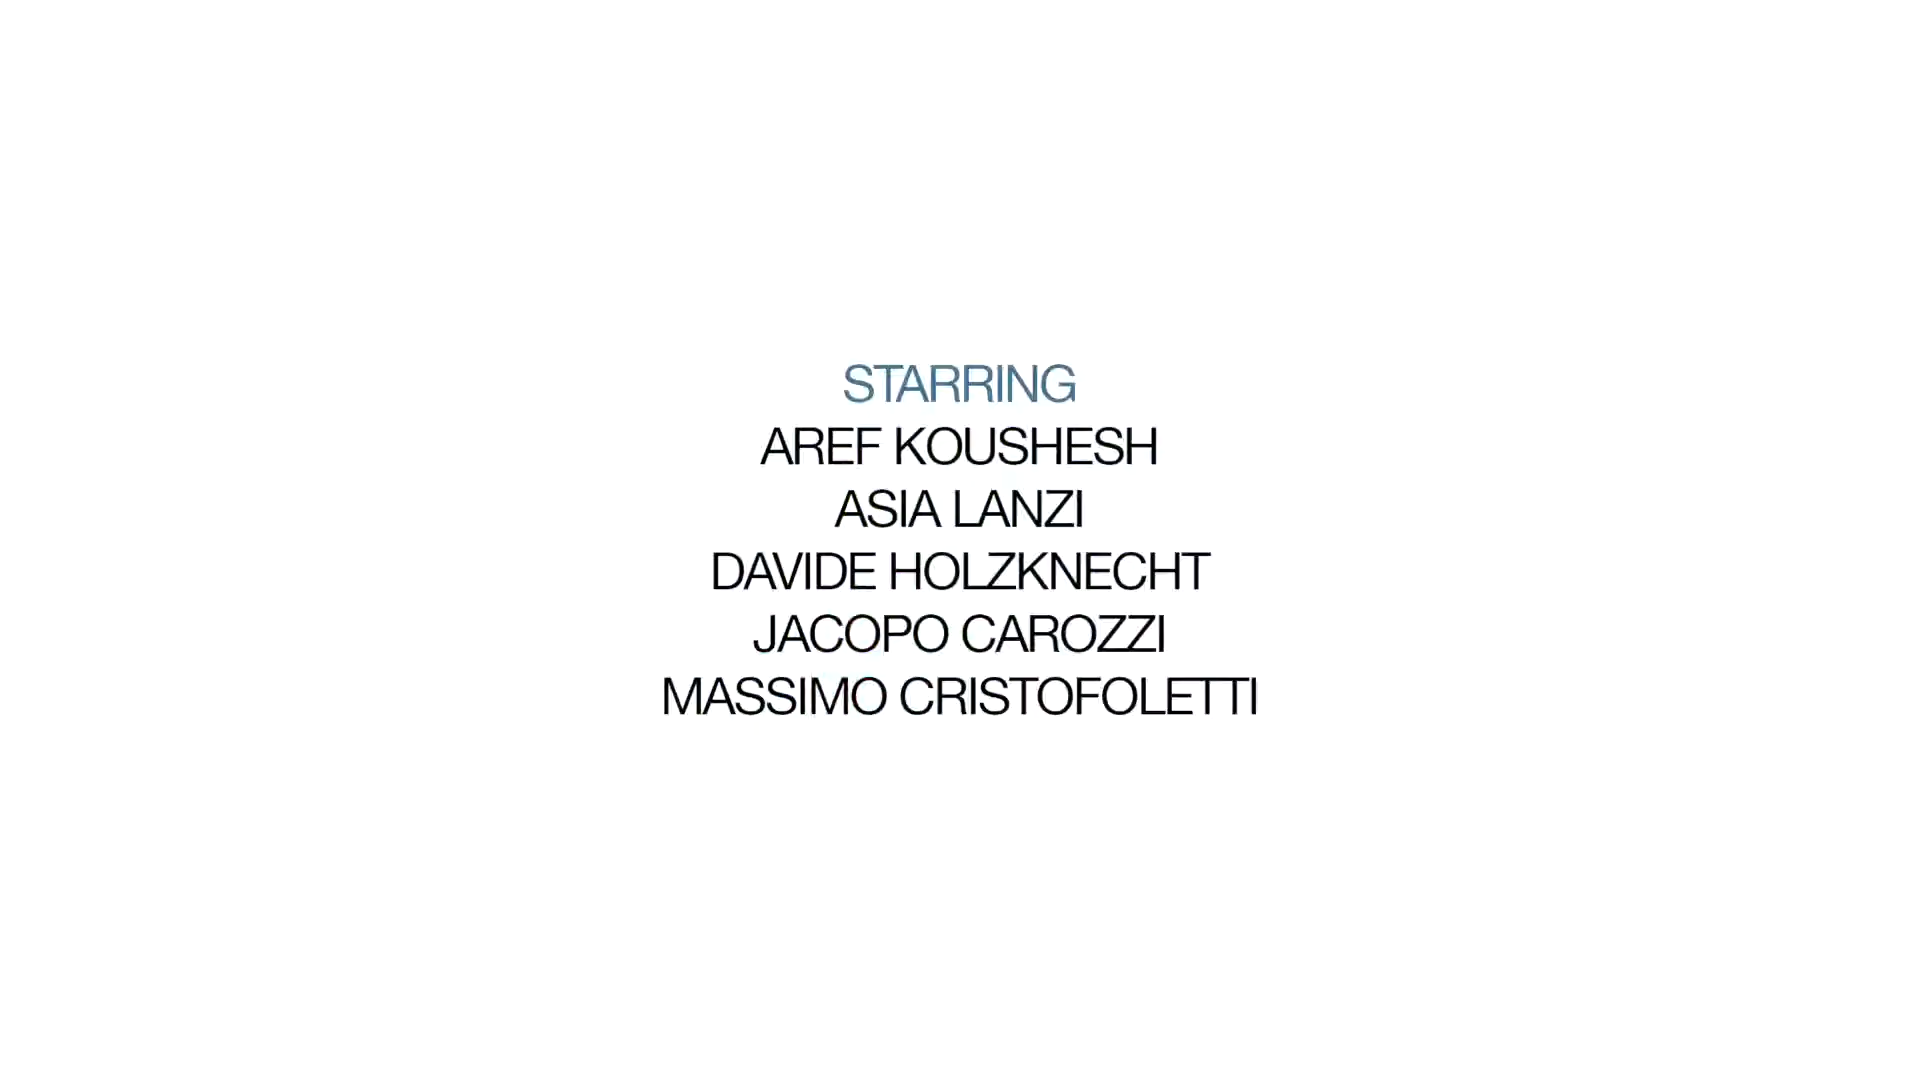 STARRING
AREF KOUSHESH
ASIA LANZI
DAVIDE HOLZKNECHT
JACOPO CAROZZI
MASSIMO CRISTOFOLETTI